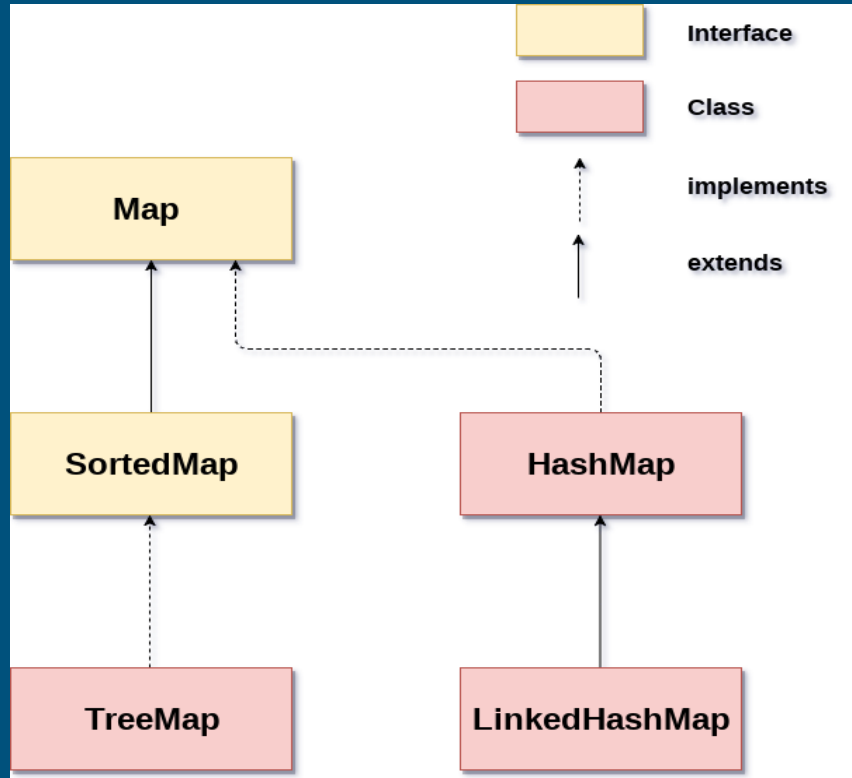 Interface
Class
implements
extends
Map
SortedMap
HashMap
TreeMap
LinkedHashMap